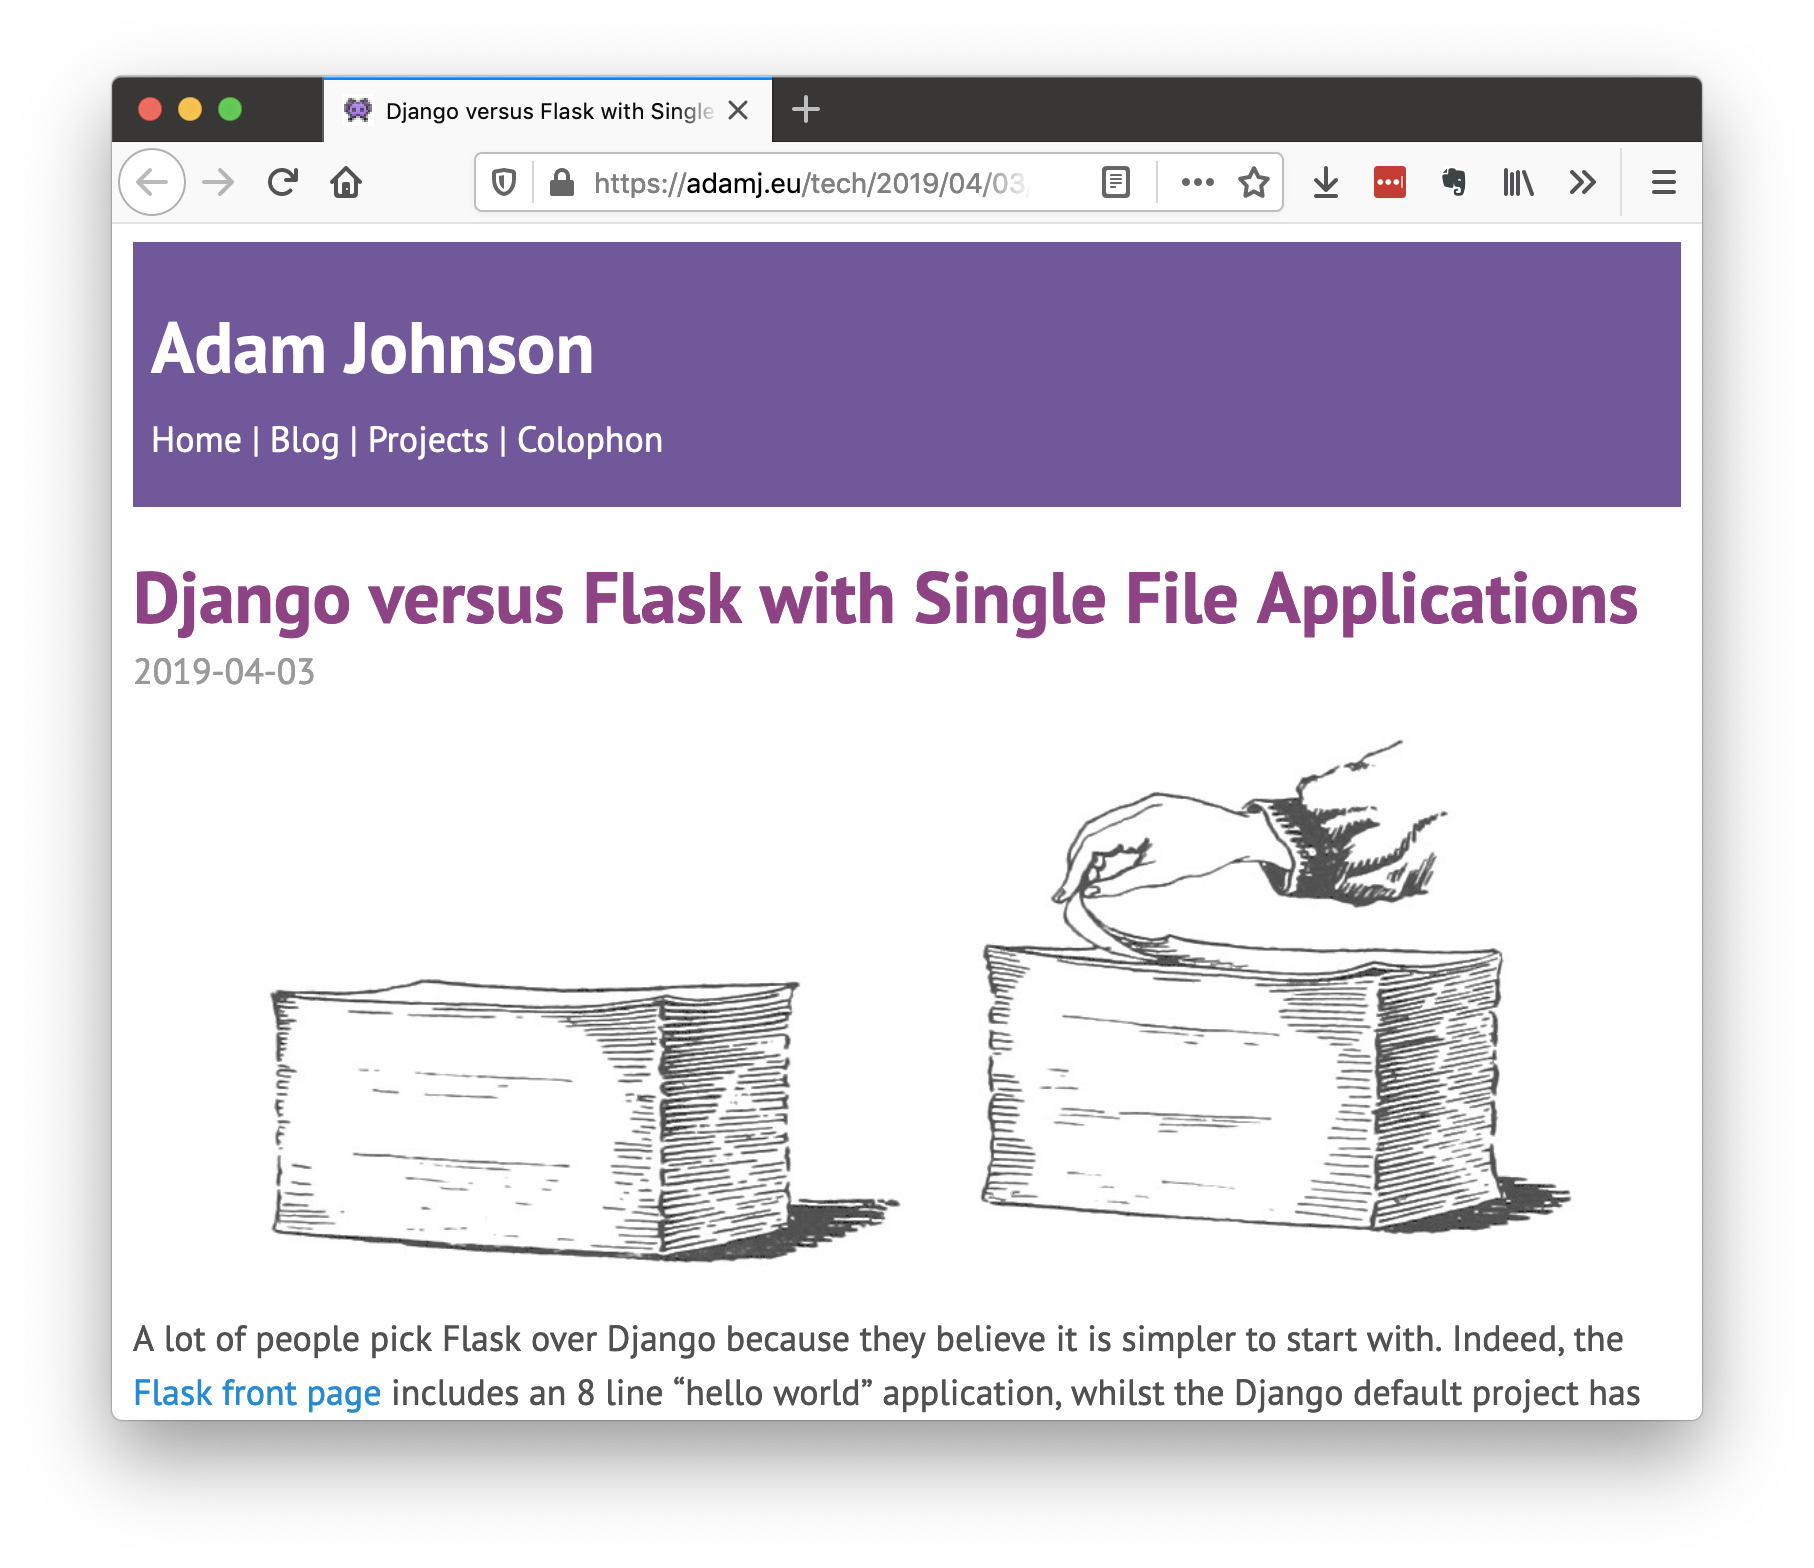 Django versus Flask with Single
https://adamj.eu/tech/2019/04/03/
Adam Johnson
Home | Blog | Projects | Colophon
Django versus Flask with Single File Applications
2019-04-03
A lot of people pick Flask over Django because they believe it is simpler to start with. Indeed, the
Flask front page includes an 8 line “hello world” application, whilst the Django default project has